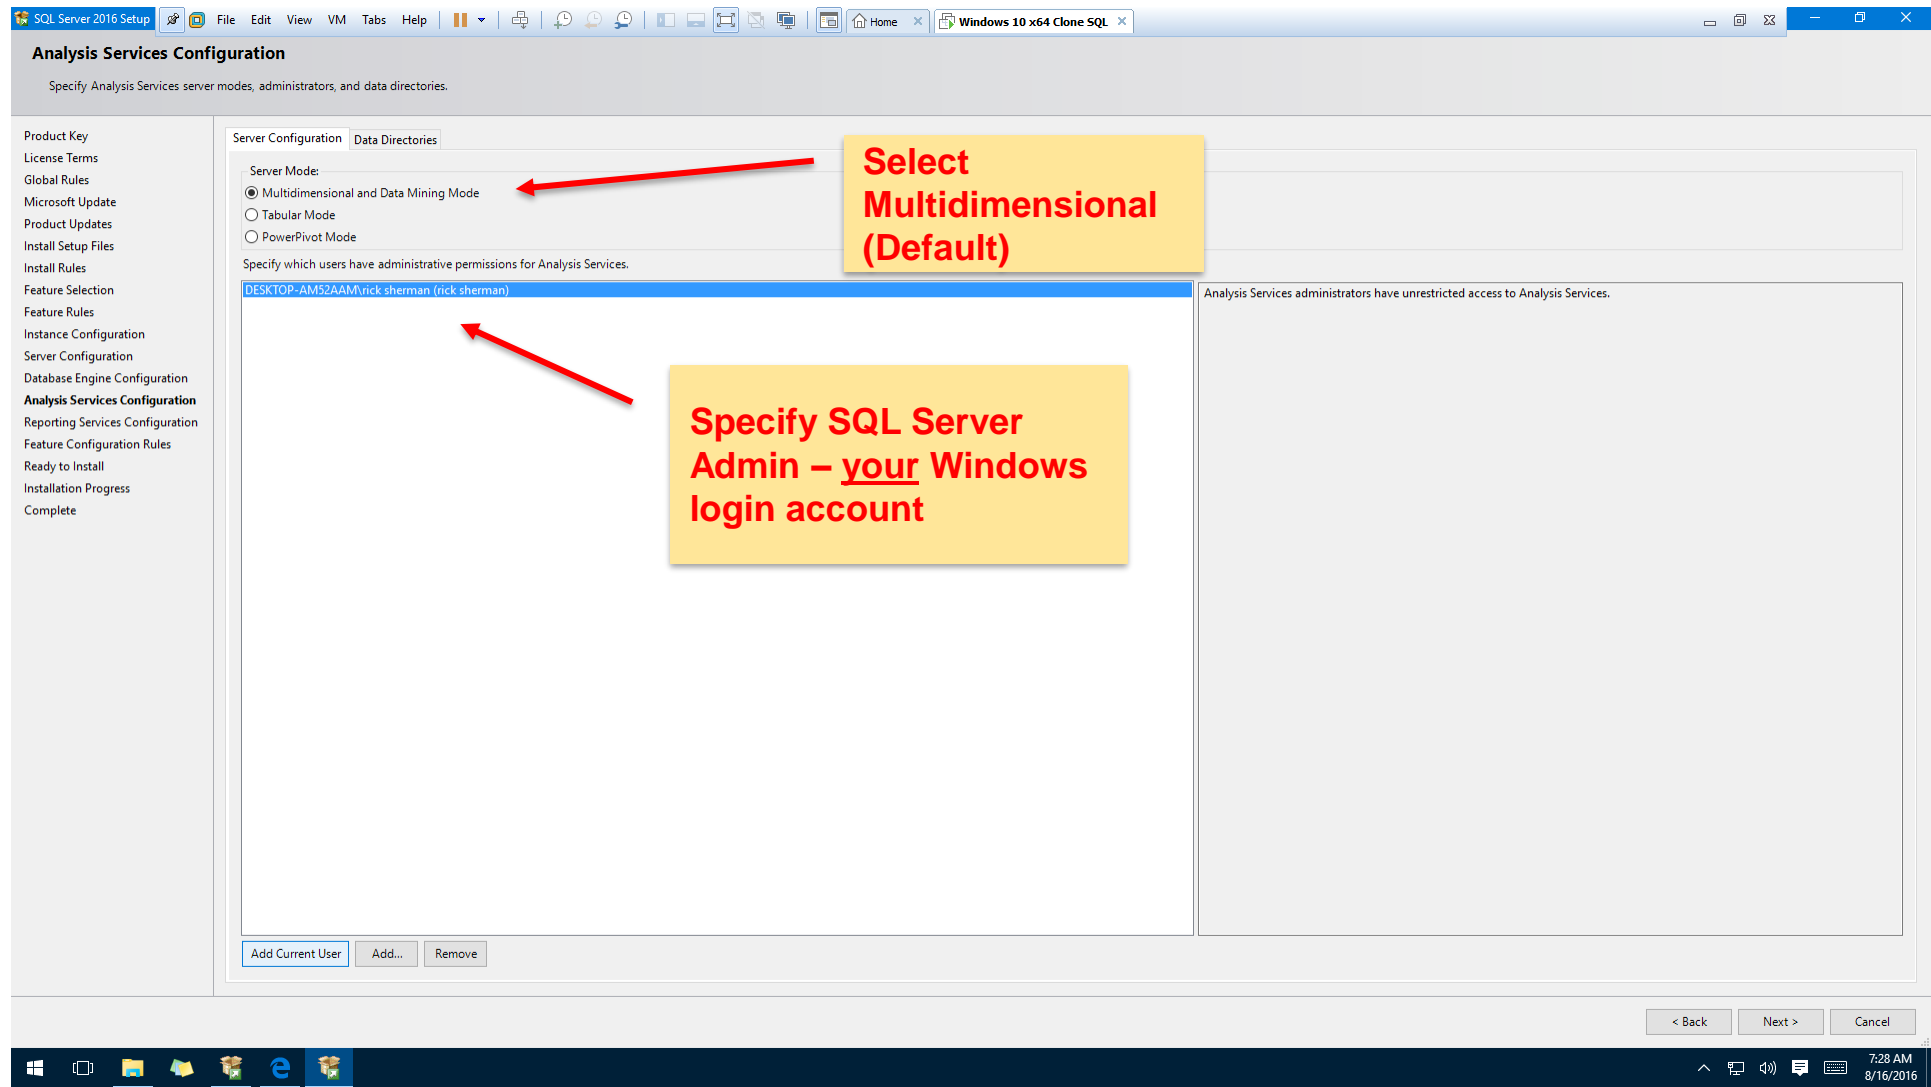 SQL Server 2016 Setup
File Edit View VM Tabs Help
Home
Windows 10 x64 Clone SQL
Analysis Services Configuration
Specify Analysis Services server modes, administrators, and data directories.
Product Key
License Terms
Global Rules
Microsoft Update
Product Updates
Install Setup Files
Install Rules
Feature Selection
Feature Rules
Instance Configuration
Server Configuration
Database Engine Configuration
Analysis Services Configuration
Reporting Services Configuration
Feature Configuration Rules
Ready to Install
Installation Progress
Complete
Server Configuration Data Directories
Server Mode:
Multidimensional and Data Mining Mode
Tabular Mode
PowerPivot Mode
Select
Multidimensional
(Default)
Specify which users have administrative permissions for Analysis Services.
DESKTOP-AM52AAM\rick sherman (rick sherman)
Analysis Services administrators have unrestricted access to Analysis Services.
Specify SQL Server
Admin – your Windows
login account
Add Current User Add... Remove
< Back Next > Cancel
7:28 AM
8/16/2016